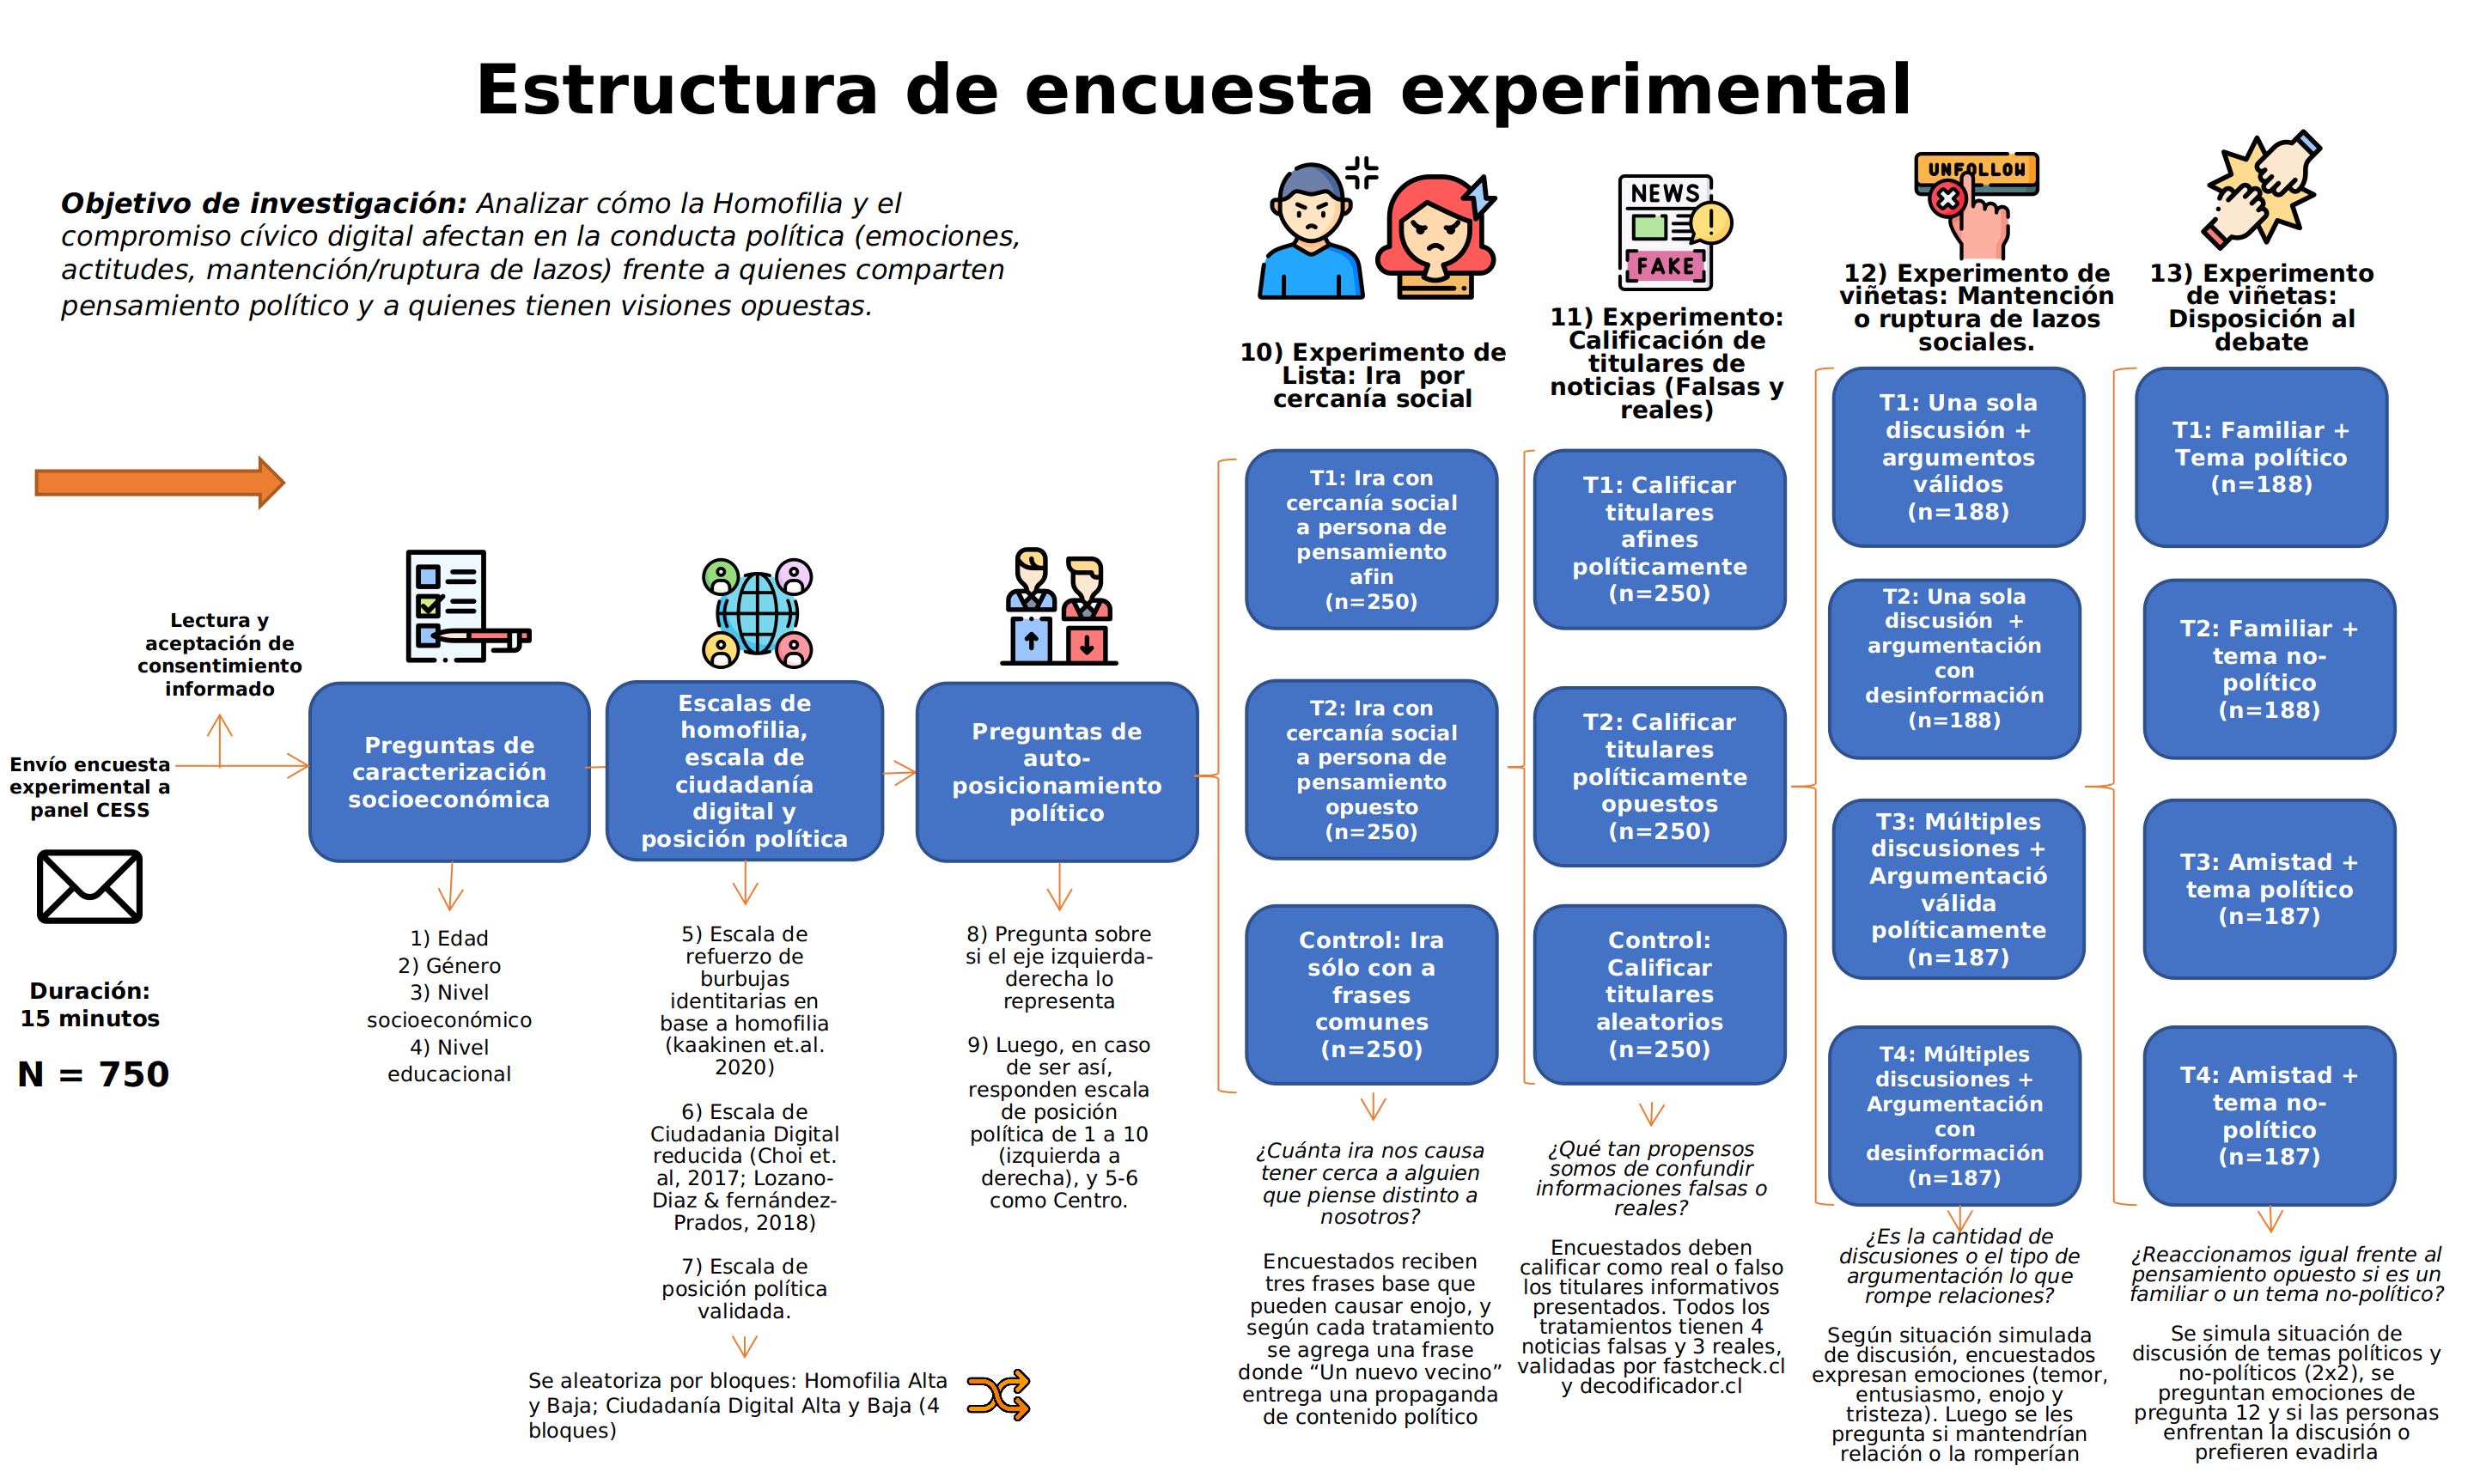 Estructura de encuesta experimental
Objetivo de investigación: Analizar cómo la Homofilia y el
compromiso cívico digital afectan en la conducta política (emociones,
actitudes, mantención/ruptura de lazos) frente a quienes comparten
pensamiento político y a quienes tienen visiones opuestas.
Lectura y
aceptación de
consentimiento
informado
Envío encuesta
experimental a
panel CESS
Duración:
15 minutos
N = 750
Preguntas de
caracterización
socioeconómica
1) Edad
2) Género
3) Nivel
socioeconómico
4) Nivel
educacional
Escalas de
homofilia,
escala de
ciudadanía
digital y
posición política
5) Escala de
refuerzo de
burbujas
identitarias en
base a homofilia
(kaakinen et.al.
2020)
6) Escala de
Ciudadania Digital
reducida (Choi et.
al, 2017; Lozano-
Diaz & fernández-
Prados, 2018)
7) Escala de
posición política
validada.
Se aleatoriza por bloques: Homofilia Alta
y Baja; Ciudadanía Digital Alta y Baja (4
bloques)
Preguntas de
auto-
posicionamiento
político
8) Pregunta sobre
si el eje izquierda-
derecha lo
representa
9) Luego, en caso
de ser así,
responden escala
de posición
política de 1 a 10
(izquierda a
derecha), y 5-6
como Centro.
10) Experimento de
Lista: Ira  por
cercanía social
T1: Ira con
cercanía social
a persona de
pensamiento
afin
(n=250)
T2: Ira con
cercanía social
a persona de
pensamiento
opuesto
(n=250)
Control: Ira
sólo con a
frases
comunes
(n=250)
¿Cuánta ira nos causa
tener cerca a alguien
que piense distinto a
nosotros?
Encuestados reciben
tres frases base que
pueden causar enojo, y
según cada tratamiento
se agrega una frase
donde “Un nuevo vecino”
entrega una propaganda
de contenido político
NEWS
FAKE
11) Experimento:
Calificación de
titulares de
noticias (Falsas y
reales)
T1: Calificar
titulares
afines
políticamente
(n=250)
T2: Calificar
titulares
políticamente
opuestos
(n=250)
Control:
Calificar
titulares
aleatorios
(n=250)
¿Qué tan propensos
somos de confundir
informaciones falsas o
reales?
Encuestados deben
calificar como real o falso
los titulares informativos
presentados. Todos los
tratamientos tienen 4
noticias falsas y 3 reales,
validadas por fastcheck.cl
y decodificador.cl
UNFOLLOW
12) Experimento de
viñetas: Mantención
o ruptura de lazos
sociales.
T1: Una sola
discusión +
argumentos
válidos
(n=188)
T2: Una sola
discusión  +
argumentación
con
desinformación
(n=188)
T3: Múltiples
discusiones +
Argumentació
válida
políticamente
(n=187)
T4: Múltiples
discusiones +
Argumentación
con
desinformación
(n=187)
¿Es la cantidad de
discusiones o el tipo de
argumentación lo que
rompe relaciones?
Según situación simulada
de discusión, encuestados
expresan emociones (temor,
entusiasmo, enojo y
tristeza). Luego se les
pregunta si mantendrían
relación o la romperían
13) Experimento
de viñetas:
Disposición al
debate
T1: Familiar +
Tema político
(n=188)
T2: Familiar +
tema no-
político
(n=188)
T3: Amistad +
tema político
(n=187)
T4: Amistad +
tema no-
político
(n=187)
¿Reaccionamos igual frente al
pensamiento opuesto si es un
familiar o un tema no-político?
Se simula situación de
discusión de temas políticos y
no-políticos (2x2), se
preguntan emociones de
pregunta 12 y si las personas
enfrentan la discusión o
prefieren evadirla